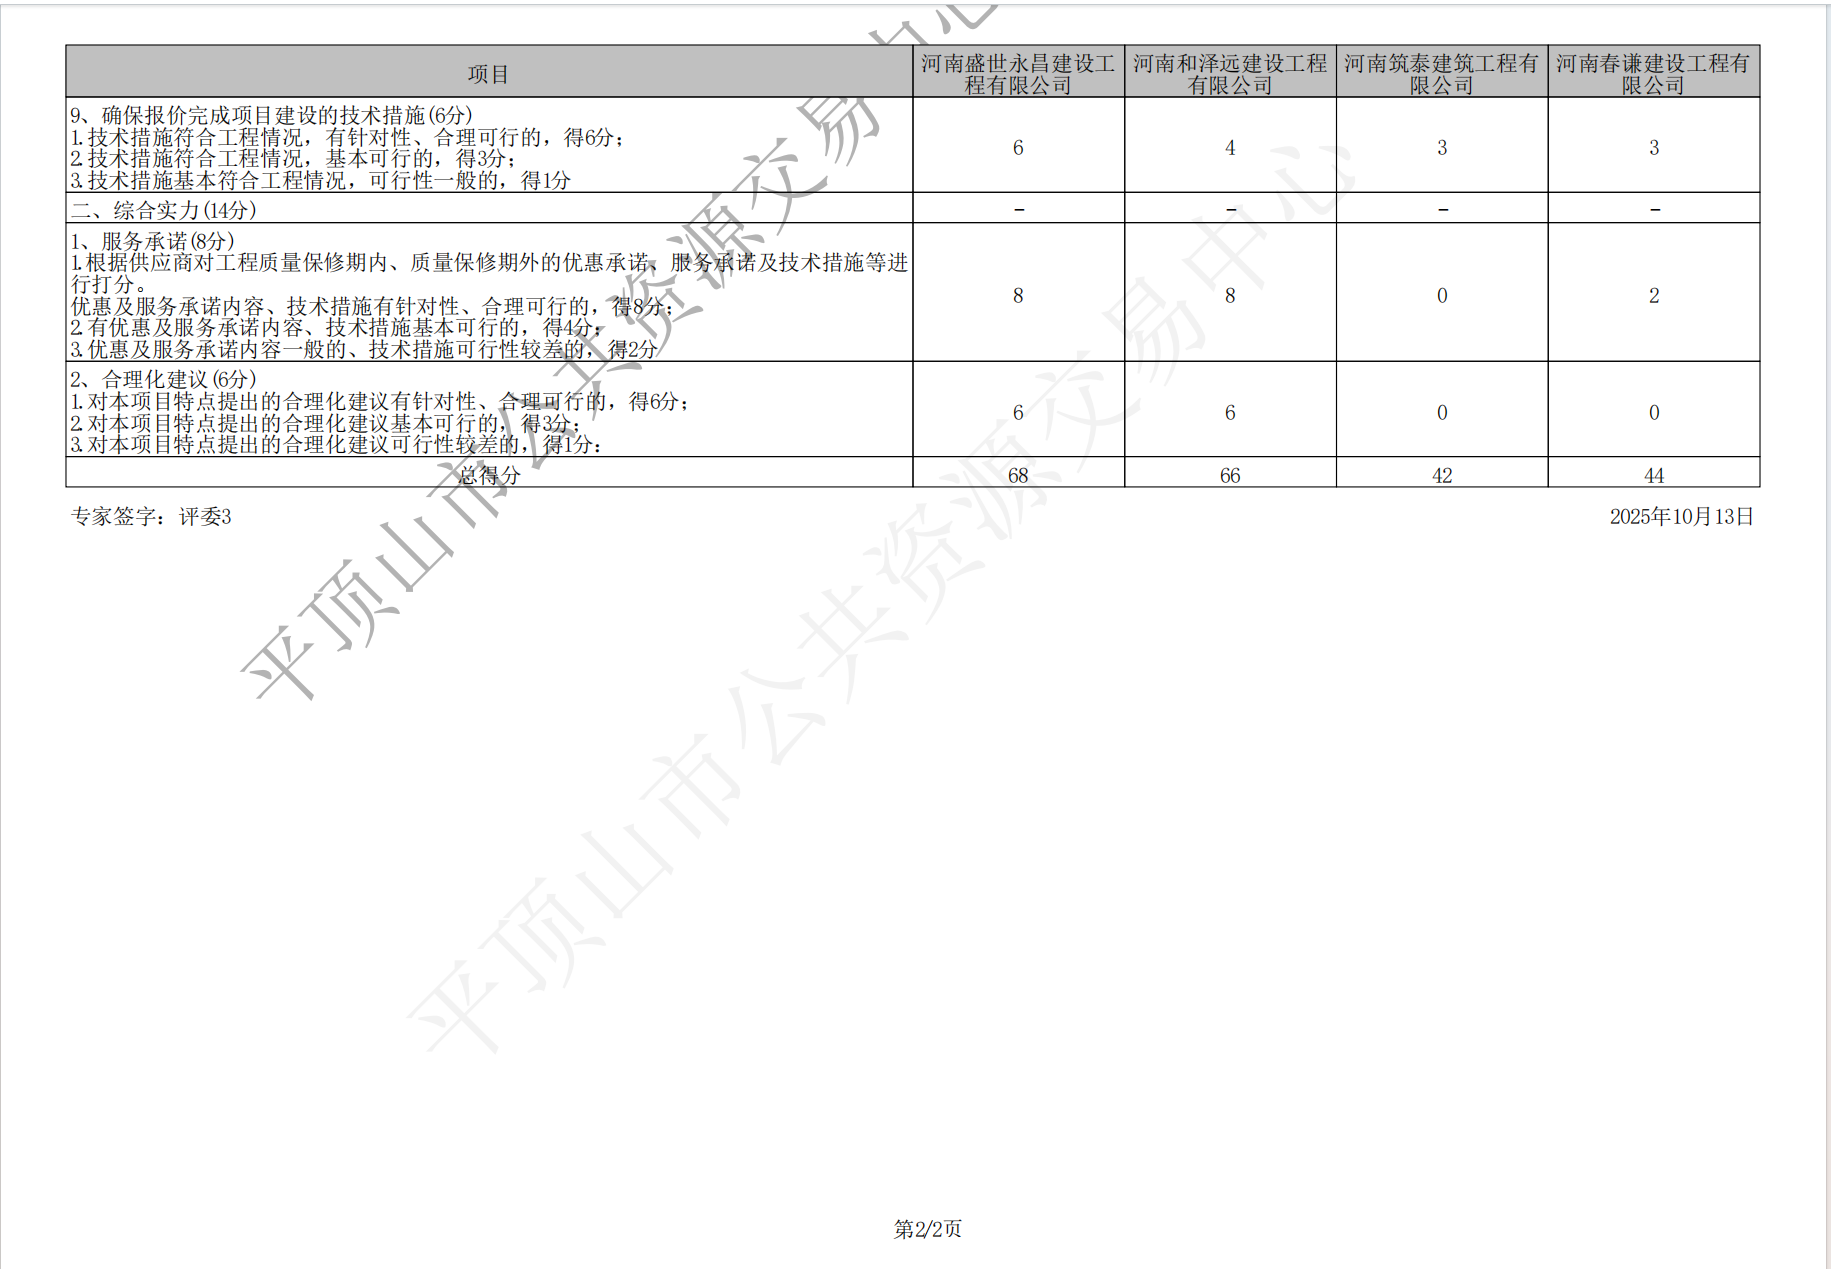 项目
河南盛世永昌建设工
程有限公司
河南和泽远建设工程
有限公司
河南筑泰建筑工程有
限公司
河南春谦建设工程有
限公司
9、确保报价完成项目建设的技术措施(6分)
1.技术措施符合工程情况，有针对性、合理可行的，得6分；
2.技术措施符合工程情况，基本可行的，得3分；
3.技术措施基本符合工程情况，可行性一般的，得1分
6
4
3
3
二、综合实力(14分)
-
-
-
-
1、服务承诺(8分)
1.根据供应商对工程质量保修期内、质量保修期外的优惠承诺、服务承诺及技术措施等进
行打分。
优惠及服务承诺内容、技术措施有针对性、合理可行的，得8分；
2.有优惠及服务承诺内容、技术措施基本可行的，得4分；
3.优惠及服务承诺内容一般的、技术措施可行性较差的，得2分
8
8
0
2
2、合理化建议(6分)
1.对本项目特点提出的合理化建议有针对性、合理可行的，得6分；
2.对本项目特点提出的合理化建议基本可行的，得3分；
3.对本项目特点提出的合理化建议可行性较差的，得1分：
6
6
0
0
总得分
68
66
42
44
专家签字：评委3
2025年10月13日
平顶山市公共资源交易中心
平顶山市公共资源交易中心
第2/2页